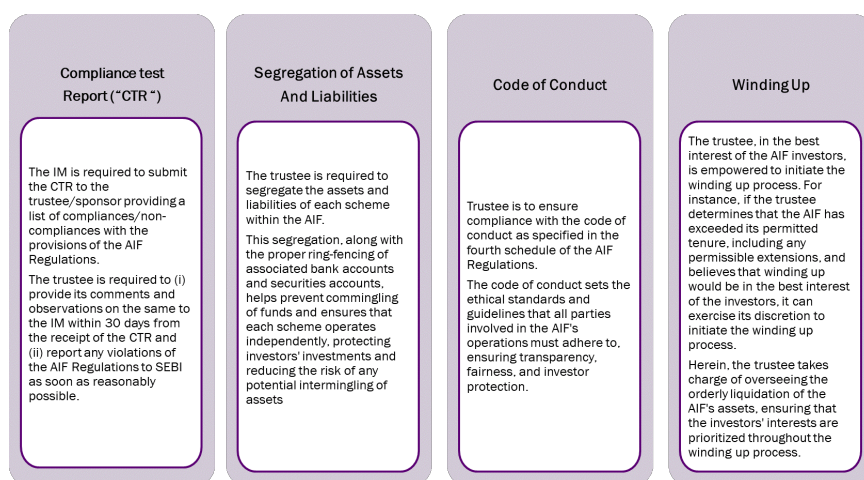 Compliance test
Report (“CTR “)
The IM is required to submit
the CTR to the
trustee/sponsor providing a
list of compliances/non-
compliances with the
provisions of the AIF
Regulations.
The trustee is required to (i)
provide its comments and
observations on the same to
the IM within 30 days from
the receipt of the CTR and
(ii) report any violations of
the AIF Regulations to SEBI
as soon as reasonably
possible.
Segregation of Assets
And Liabilities
The trustee is required to
segregate the assets and
liabilities of each scheme
within the AIF.
This segregation, along with
the proper ring-fencing of
associated bank accounts
and securities accounts,
helps prevent commingling
of funds and ensures that
each scheme operates
independently, protecting
investors' investments and
reducing the risk of any
potential intermingling of
assets
Code of Conduct
Trustee is to ensure
compliance with the code of
conduct as specified in the
fourth schedule of the AIF
Regulations.
The code of conduct sets the
ethical standards and
guidelines that all parties
involved in the AIF's
operations must adhere to,
ensuring transparency,
fairness, and investor
protection.
Winding Up
The trustee, in the best
interest of the AIF investors,
is empowered to initiate the
winding up process. For
instance, if the trustee
determines that the AIF has
exceeded its permitted
tenure, including any
permissible extensions, and
believes that winding up
would be in the best interest
of the investors, it can
exercise its discretion to
initiate the winding up
process.
Herein, the trustee takes
charge of overseeing the
orderly liquidation of the
AIF's assets, ensuring that
the investors' interests are
prioritized throughout the
winding up process.